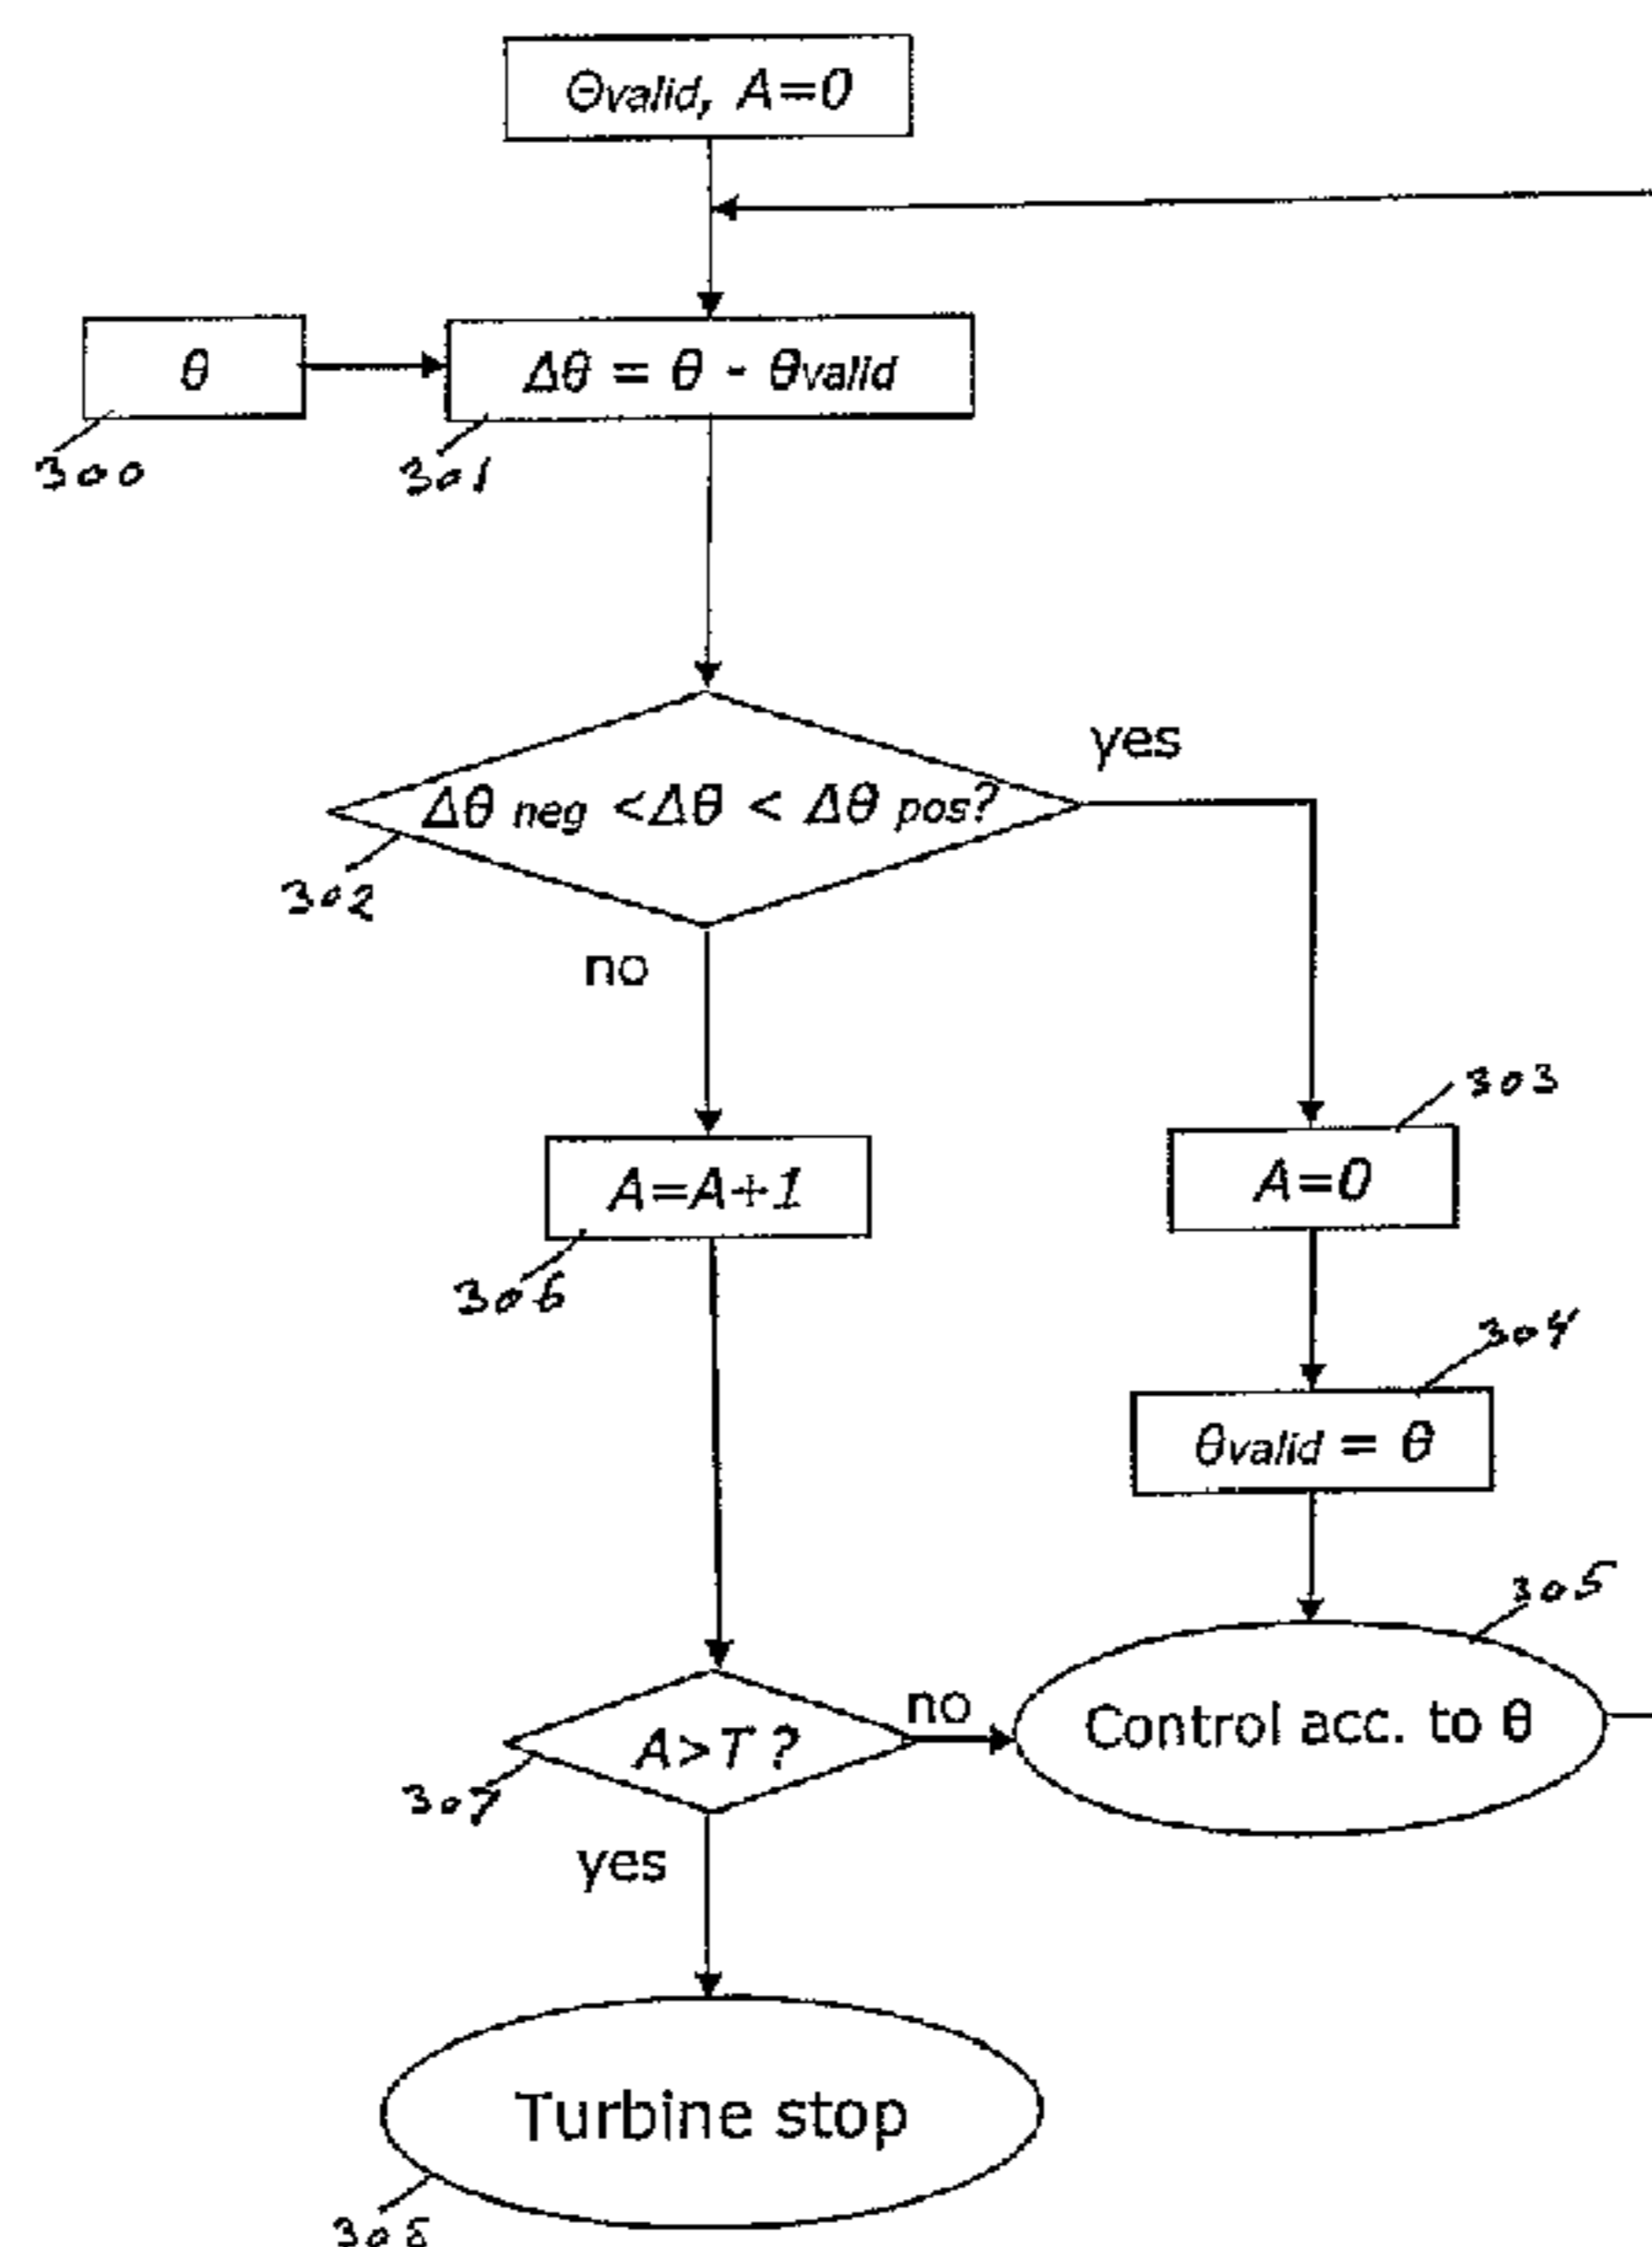 Θvalid, A=0
θ
Δθ = θ - θvalid
300
301
Δθ neg <Δθ < Δθ pos?
yes
302
no
303
A=A+1
A=0
306
304
θvalid = θ
305
A>T ?
no
Control acc. to θ
307
yes
Turbine stop